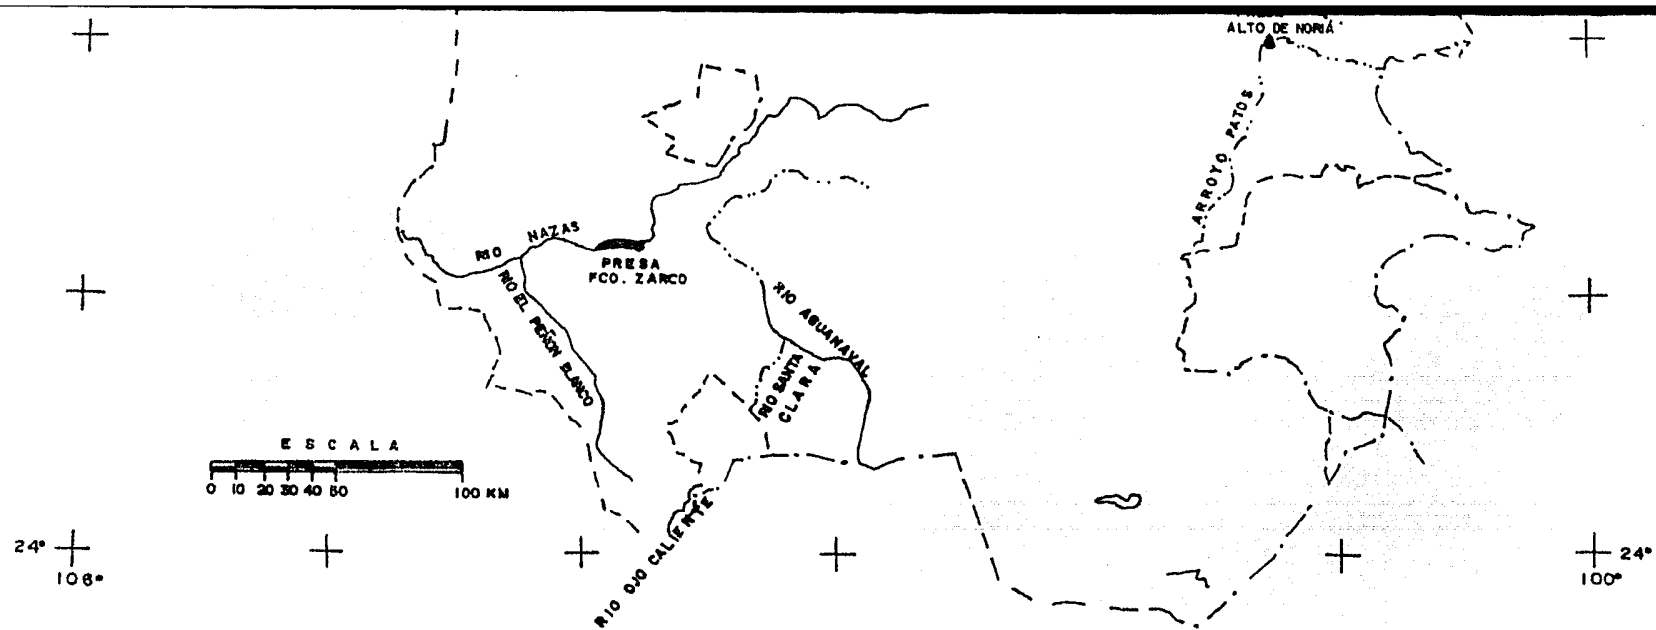 ALTO DE NORIA
ARROYO PATOS
RIO NAZAS
PRESA
FCO. ZARCO
RIO EL PEÑON BLANCO
RIO AGUANAVAL
RIO SANTA
CLARA
ESCALA
0 10 20 30 40 50 100 KM
RIO OJO CALIENTE
24°
106°
24°
100°